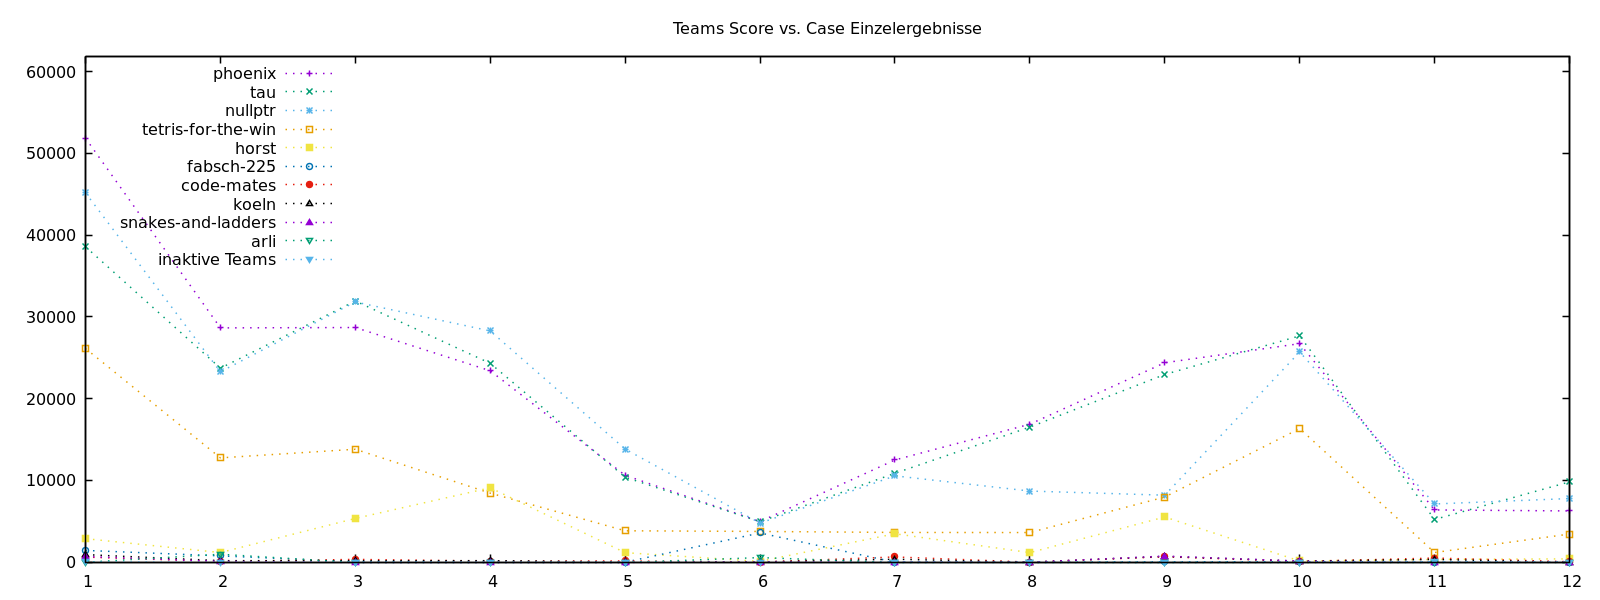 Teams Score vs. Case Einzelergebnisse
60000
50000
40000
30000
20000
10000
0
phoenix
tau
nullptr
tetris-for-the-win
horst
fabsch-225
code-mates
koeln
snakes-and-ladders
arli
inaktive Teams
1 2 3 4 5 6 7 8 9 10 11 12